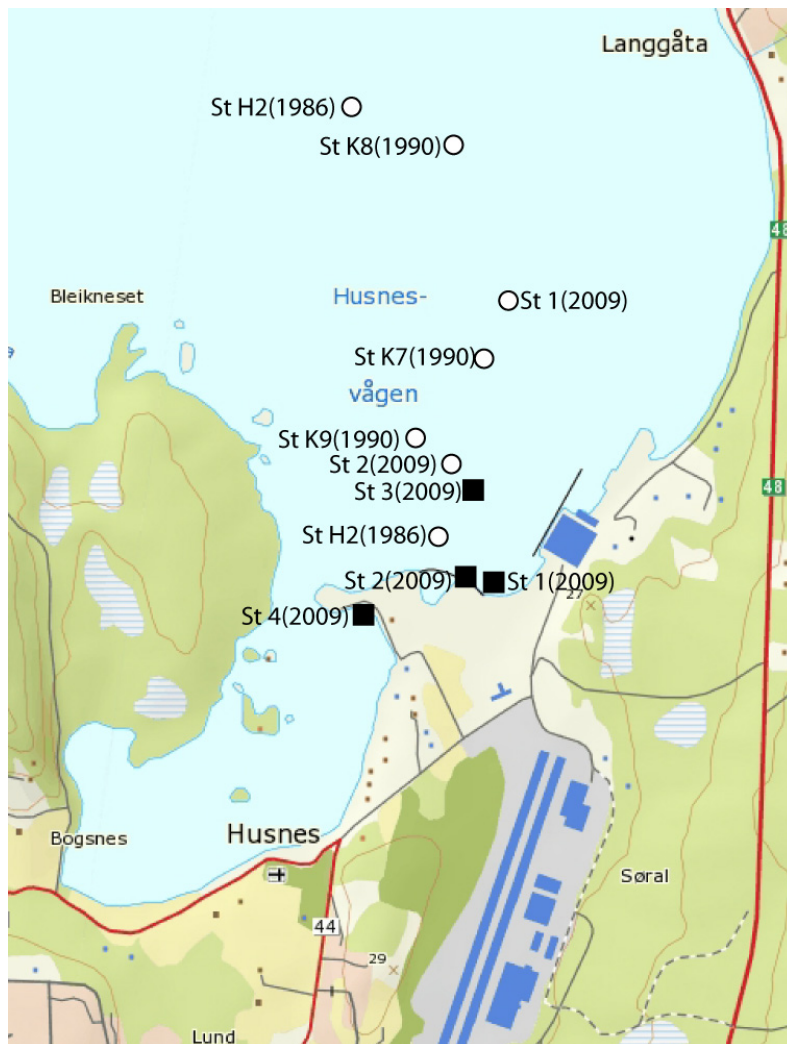 Langgåta
St H2(1986)
St K8(1990)
48
Bleikneset
Husnes-
St 1(2009)
St K7(1990)
vågen
St K9(1990)
St 2(2009)
St 3(2009)
48
St H2(1986)
St 2(2009)
St 1(2009)
27
St 4(2009)
Husnes
Bogsnes
Søral
44
29
Lund